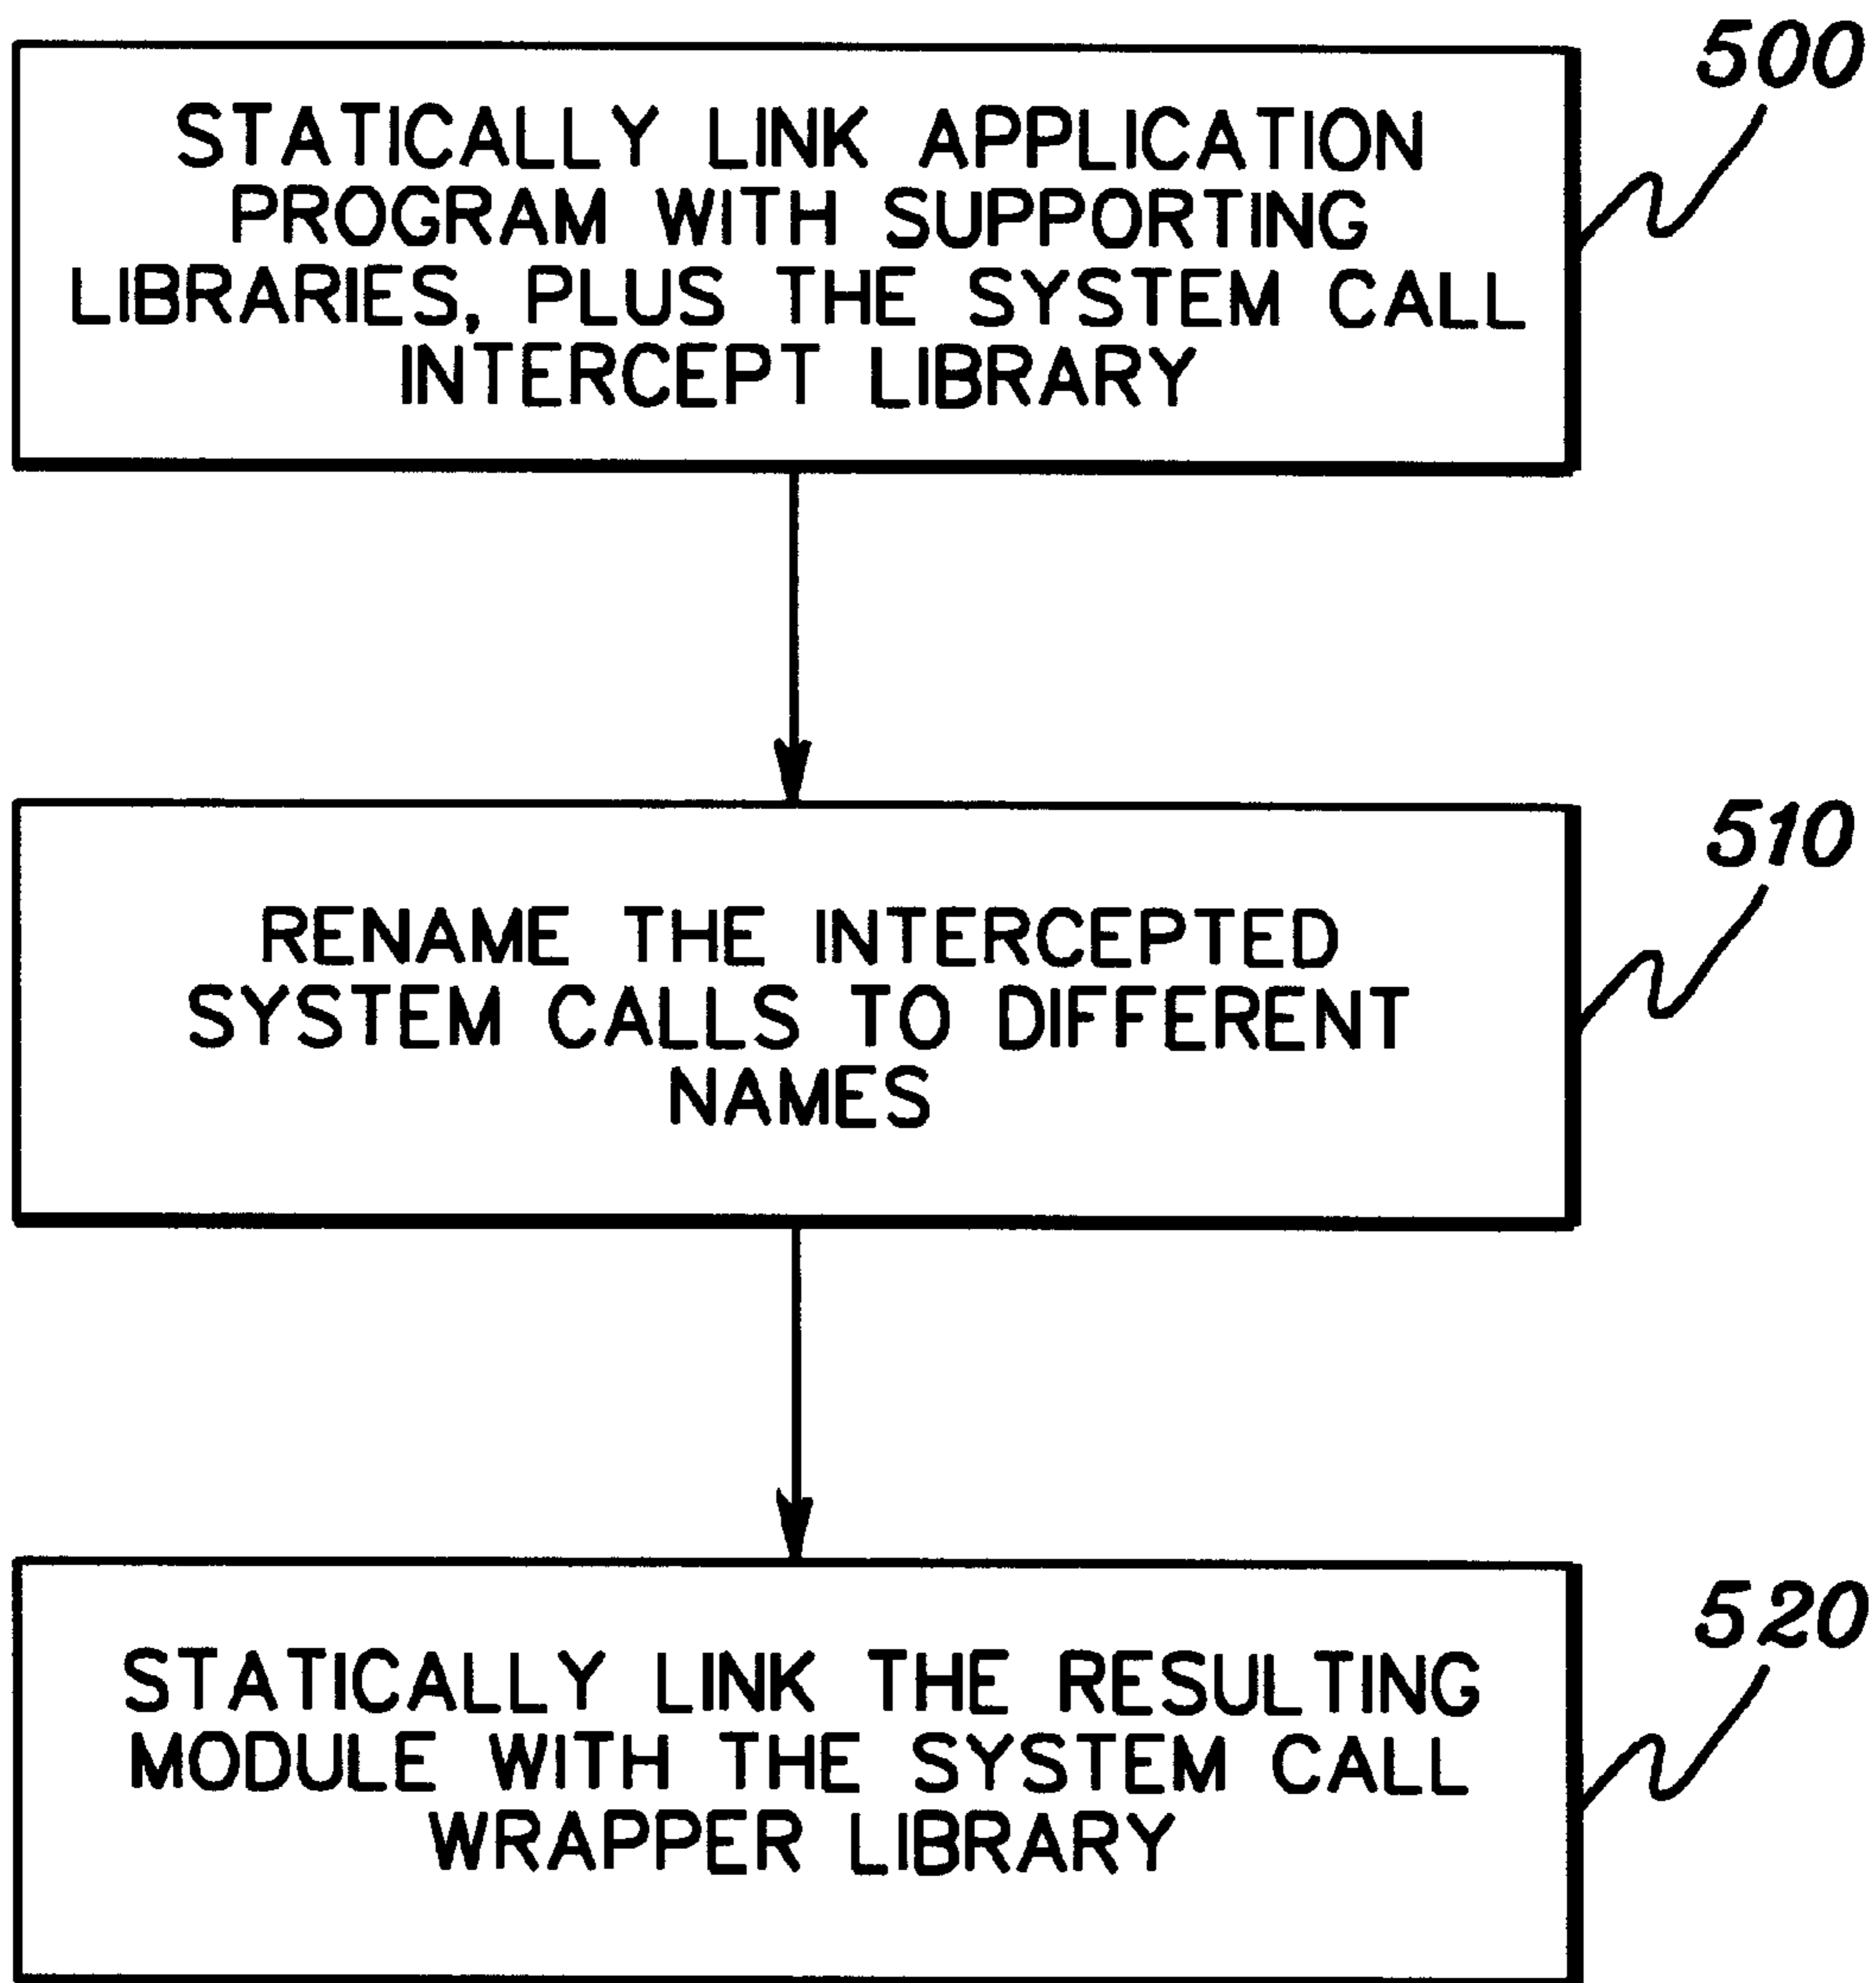 500
STATICALLY LINK APPLICATION
PROGRAM WITH SUPPORTING
LIBRARIES, PLUS THE SYSTEM CALL
INTERCEPT LIBRARY
510
RENAME THE INTERCEPTED
SYSTEM CALLS TO DIFFERENT
NAMES
520
STATICALLY LINK THE RESULTING
MODULE WITH THE SYSTEM CALL
WRAPPER LIBRARY